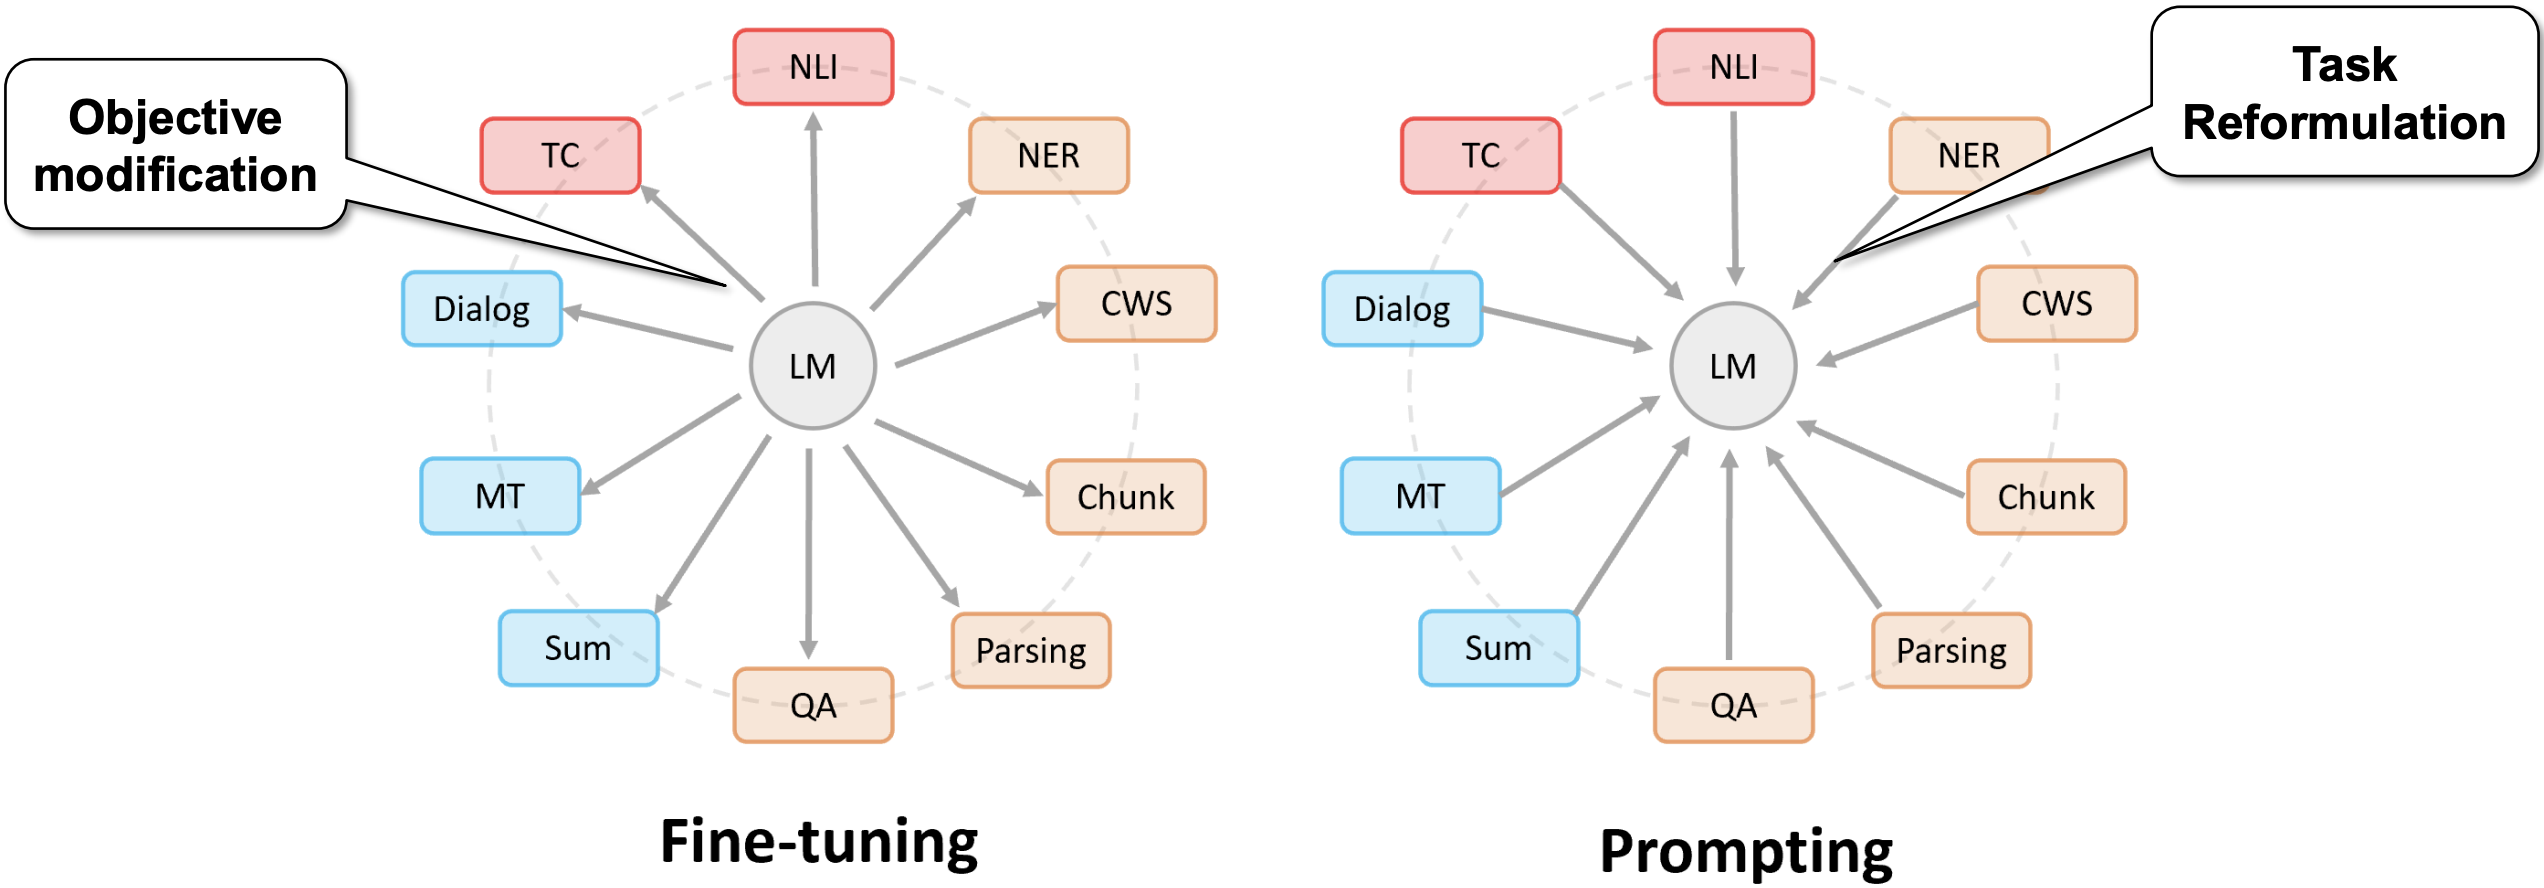 Objective
modification
NLI
TC
NER
Dialog
CWS
LM
MT
Chunk
Sum
Parsing
QA
Fine-tuning
Task
Reformulation
NLI
TC
NER
Dialog
CWS
LM
MT
Chunk
Sum
Parsing
QA
Prompting